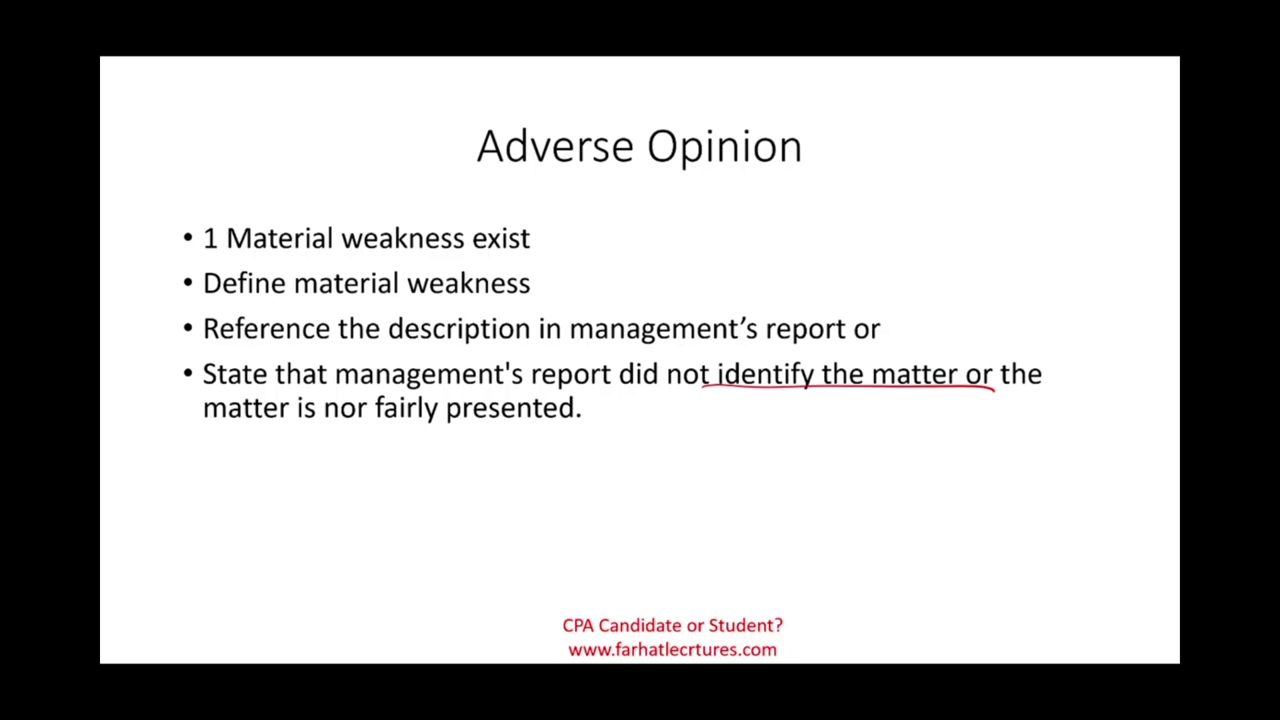 Adverse Opinion
• 1 Material weakness exist
• Define material weakness
• Reference the description in management’s report or
• State that management's report did not identify the matter or the
matter is nor fairly presented.
CPA Candidate or Student?
www.farhatlecrtures.com